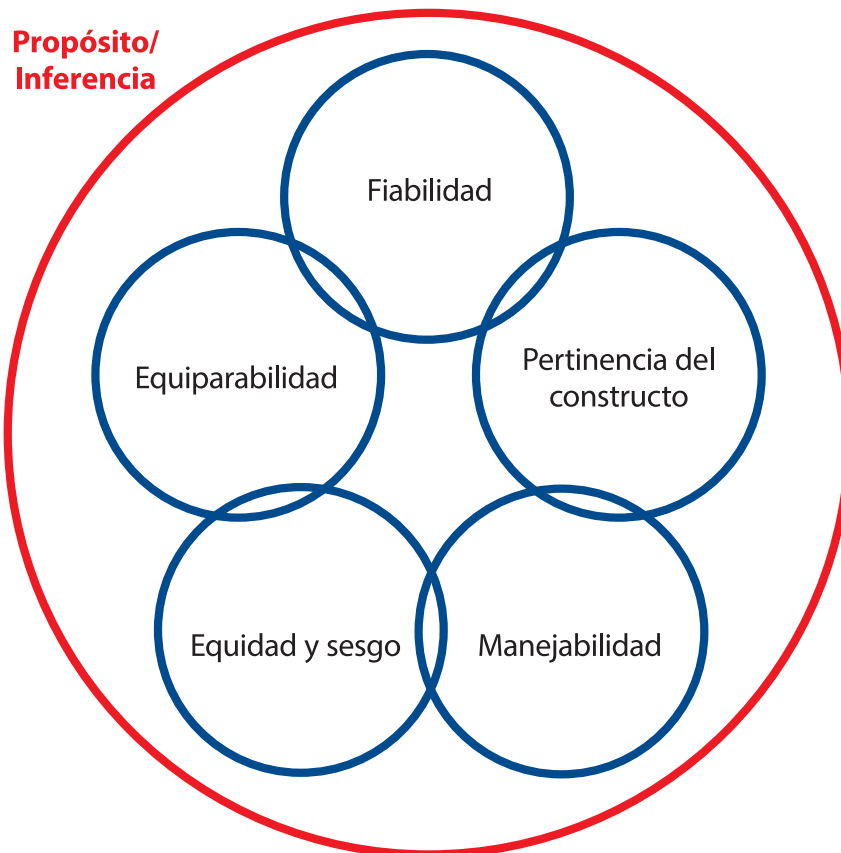 Propósito/
Inferencia
Fiabilidad
Equiparabilidad
Pertinencia del
constructo
Equidad y sesgo
Manejabilidad